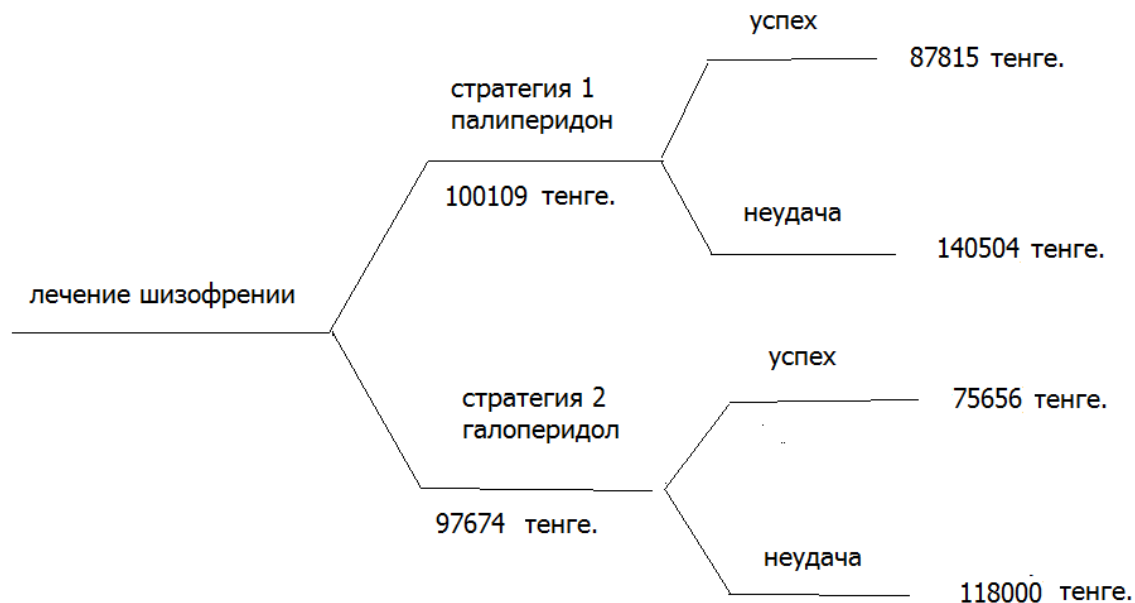 успех
87815 тенге.
стратегия 1
палиперидон
100109 тенге.
неудача
140504 тенге.
лечение шизофрении
успех
75656 тенге.
стратегия 2
галоперидол
97674 тенге.
неудача
118000 тенге.